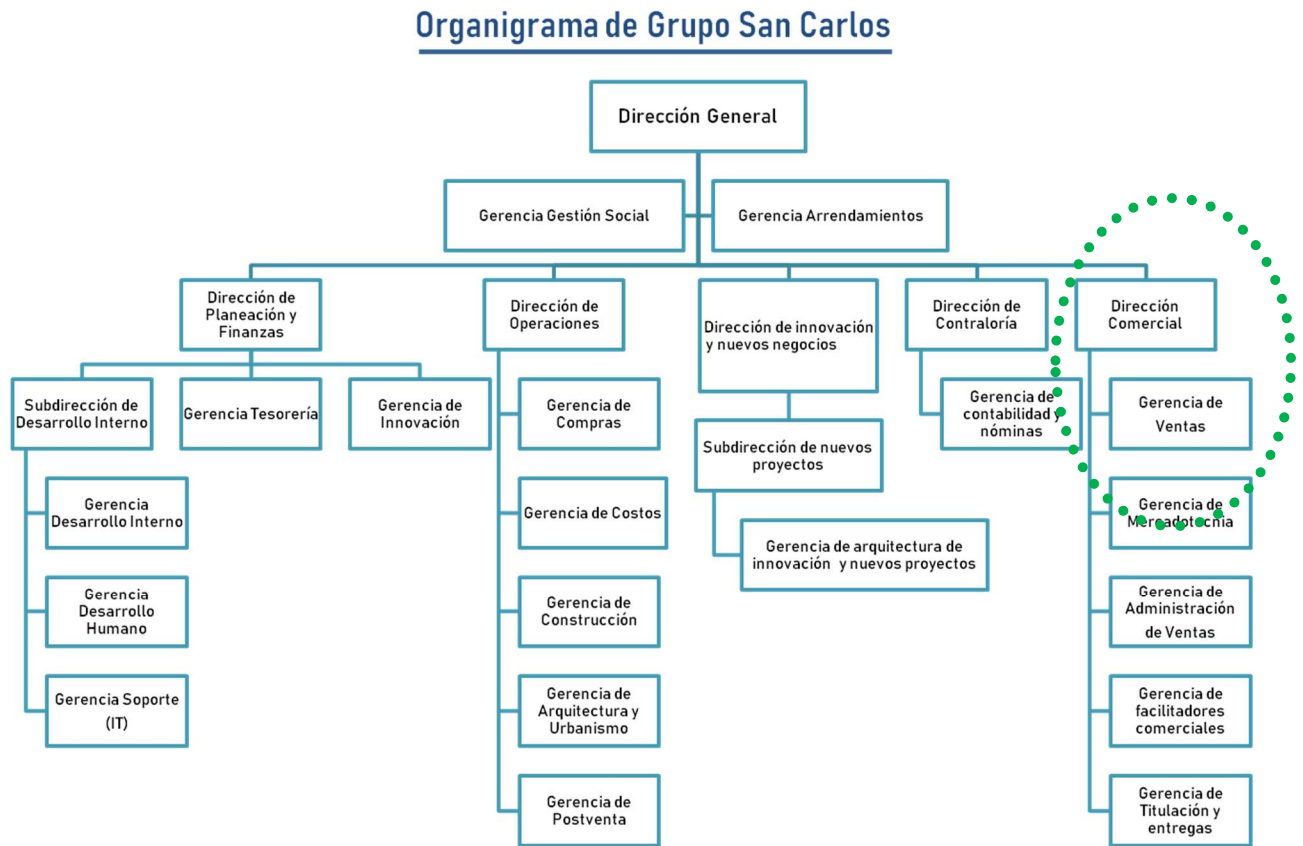 Organigrama de Grupo San Carlos
Dirección General
Gerencia Gestión Social
Gerencia Arrendamientos
Dirección de
Planeación y
Finanzas
Dirección de
Operaciones
Dirección de innovación
y nuevos negocios
Dirección de
Contraloría
Dirección
Comercial
Subdirección de
Desarrollo Interno
Gerencia Tesorería
Gerencia de
Innovación
Gerencia
Desarrollo Interno
Gerencia
Desarrollo
Humano
Gerencia Soporte
(IT)
Gerencia de
Compras
Gerencia de Costos
Gerencia de
Construcción
Gerencia de
Arquitectura y
Urbanismo
Gerencia de
Postventa
Subdirección de nuevos
proyectos
Gerencia de arquitectura de
innovación y nuevos proyectos
Gerencia de
contabilidad y
nóminas
Gerencia de
Ventas
Gerencia de
Mercadotecnia
Gerencia de
Administración
de Ventas
Gerencia de
facilitadores
comerciales
Gerencia de
Titulación y
entregas